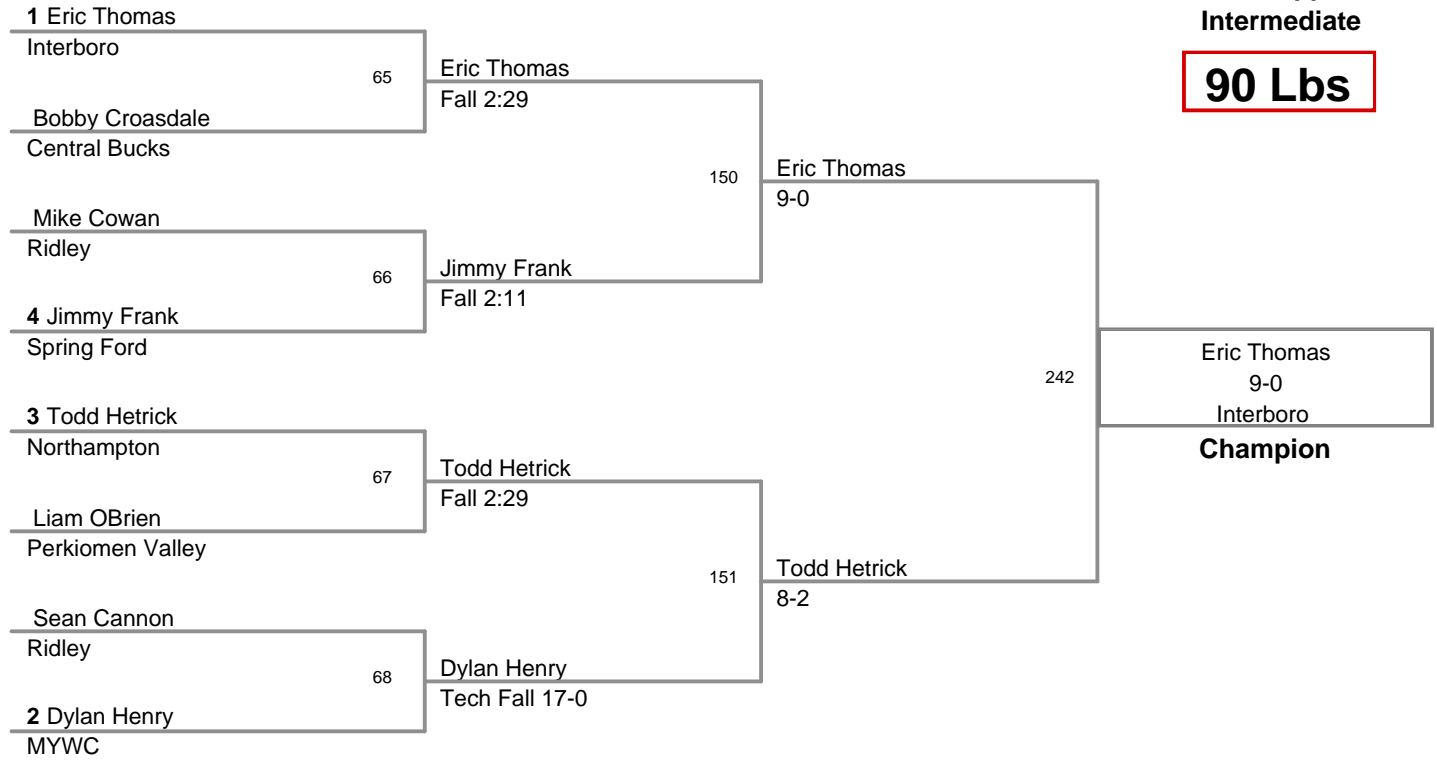 1 Eric Thomas
Interboro
65
Bobby Croasdale
Central Bucks
Mike Cowan
Ridley
66
4 Jimmy Frank
Spring Ford
3 Todd Hetrick
Northampton
67
Liam OBrien
Perkiomen Valley
Sean Cannon
Ridley
68
2 Dylan Henry
MYWC
Eric Thomas
Fall 2:29
150
Jimmy Frank
Fall 2:11
Todd Hetrick
Fall 2:29
151
Dylan Henry
Tech Fall 17-0
Eric Thomas
9-0
242
Todd Hetrick
8-2
Intermediate
90 Lbs
Eric Thomas
9-0
Interboro
Champion